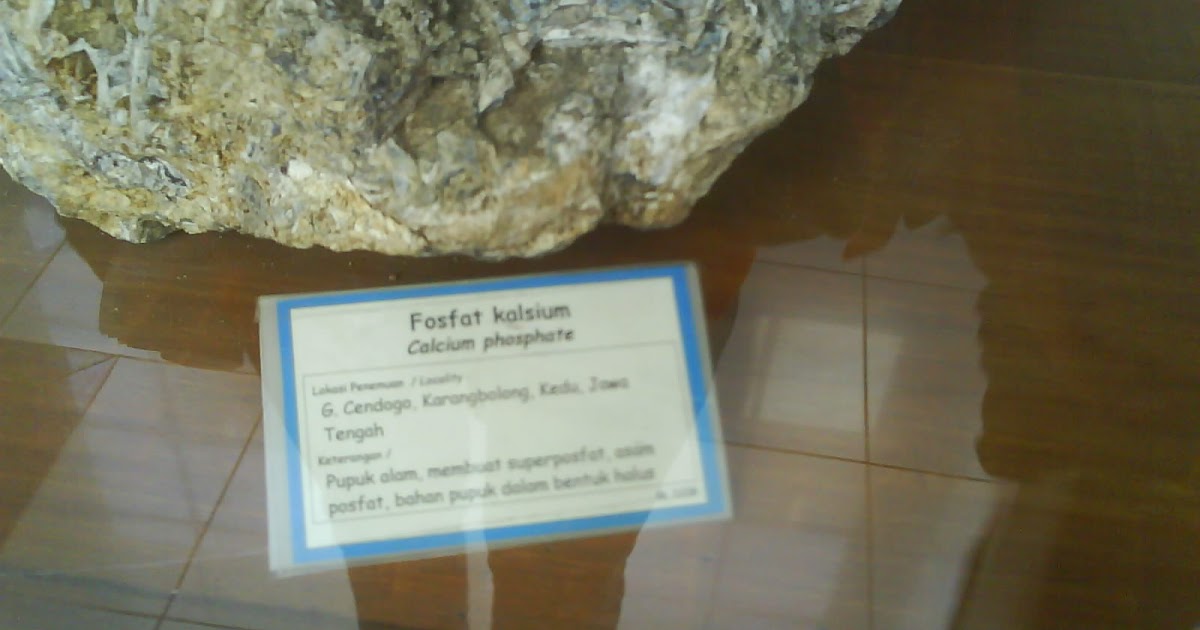 Fosfat kalsium
Calcium phosphate
Lokasi Penemuan / Locality
G. Cendogo, Karangbolong, Kedu, Jawa
Tengah
Keterangan /
Pupuk alam, membuat superposfat, asam
posfat, bahan pupuk dalam bentuk halus